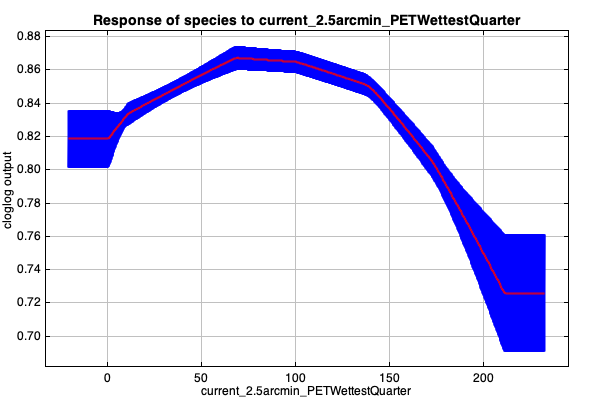 Response of species to current_2.5arcmin_PETWettestQuarter
0.88
0.86
0.84
0.82
0.80
0.78
0.76
0.74
0.72
0.70
cloglog output
0 50 100 150 200
current_2.5arcmin_PETWettestQuarter